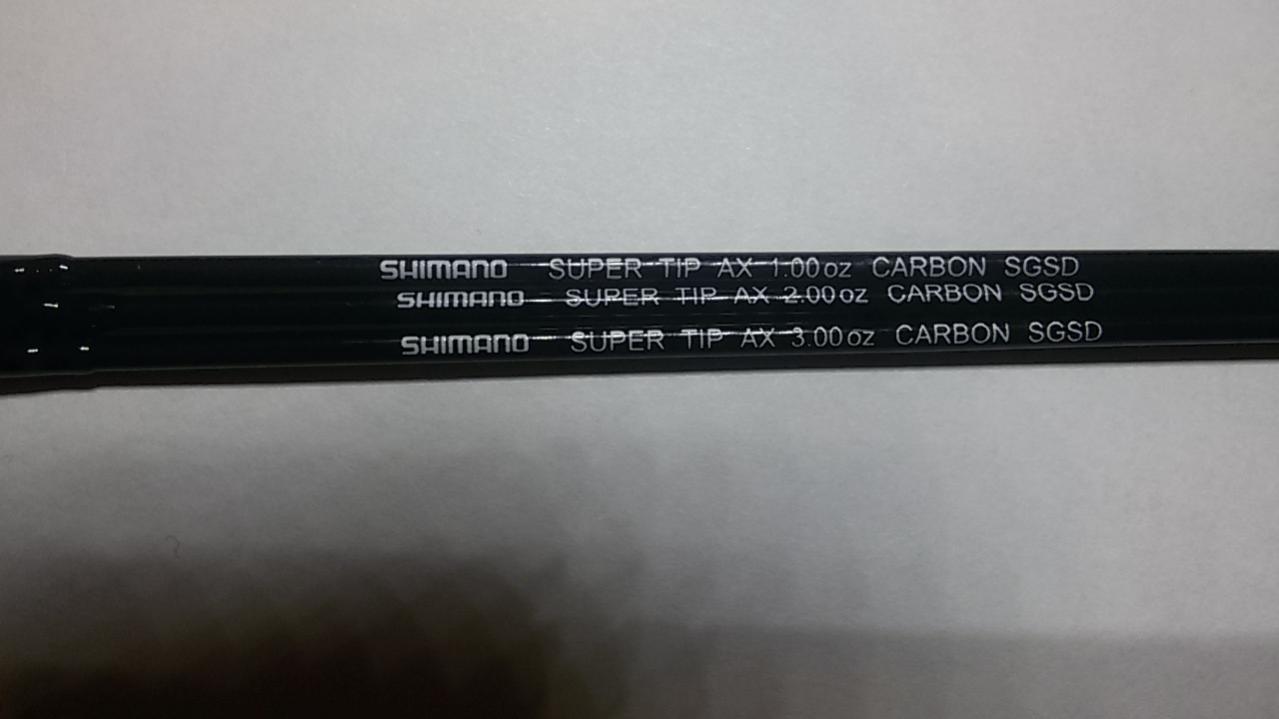 SHIMANO SUPER TIP AX 1.00oz CARBON SGSD
SHIMANO SUPER TIP AX 2.00oz CARBON SGSD
SHIMANO SUPER TIP AX 3.00oz CARBON SGSD